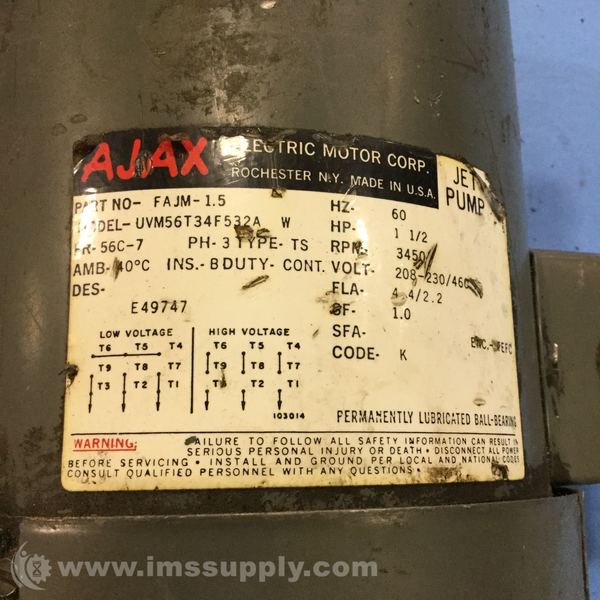 AJAX ELECTRIC MOTOR CORP.
ROCHESTER N.Y. MADE IN U.S.A.
JET PUMP
PART NO- FAJM-1.5
MODEL- UVM56T34F532A W
FR- 56C-7 PH- 3 TYPE- TS
AMB- 40°C INS.- B DUTY- CONT.
DES-
E49747
HZ- 60
HP- 1 1/2
RPM- 3450
VOLT- 208-230/460
FLA- 4.4/2.2
SF- 1.0
SFA-
CODE- K
LOW VOLTAGE HIGH VOLTAGE
T6 T5 T4 T6 T5 T4
T9 T8 T7 T9 T8 T7
T3 T2 T1 T3 T2 T1
103014
PERMANENTLY LUBRICATED BALL-BEARING
WARNING: FAILURE TO FOLLOW ALL SAFETY INFORMATION CAN RESULT IN
SERIOUS PERSONAL INJURY OR DEATH • DISCONNECT ALL POWER
BEFORE SERVICING • INSTALL AND GROUND PER LOCAL AND NATIONAL CODES
CONSULT QUALIFIED PERSONNEL WITH ANY QUESTIONS •
www.imssupply.com